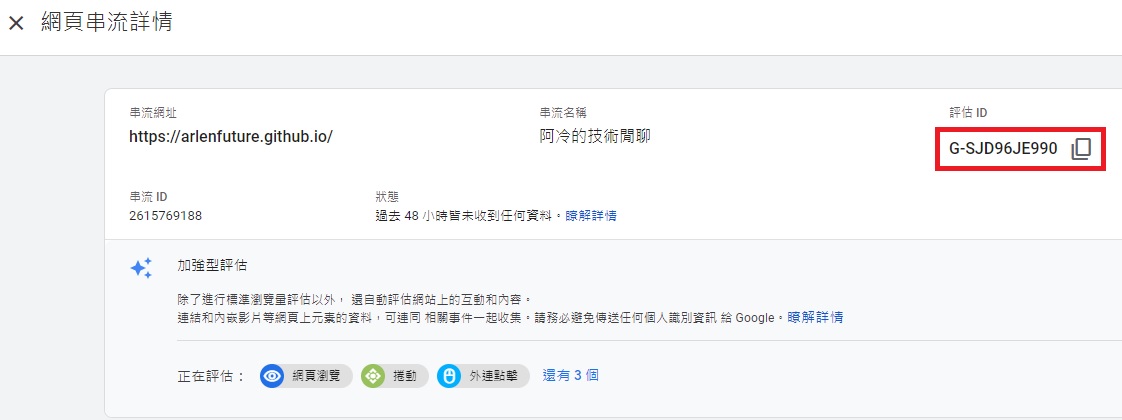 網頁串流詳情
串流網址
串流名稱
評估 ID
https://arlenfuture.github.io/
阿冷的技術閒聊
G-SJD96JE990
串流 ID
狀態
2615769188
過去 48 小時皆未收到任何資料。瞭解詳情
加強型評估
除了進行標準瀏覽量評估以外， 還自動評估網站上的互動和內容。
連結和內嵌影片等網頁上元素的資料，可連同 相關事件一起收集。請務必避免傳送任何個人識別資訊 給 Google。瞭解詳情
正在評估： 網頁瀏覽 捲動 外連點擊 還有 3 個